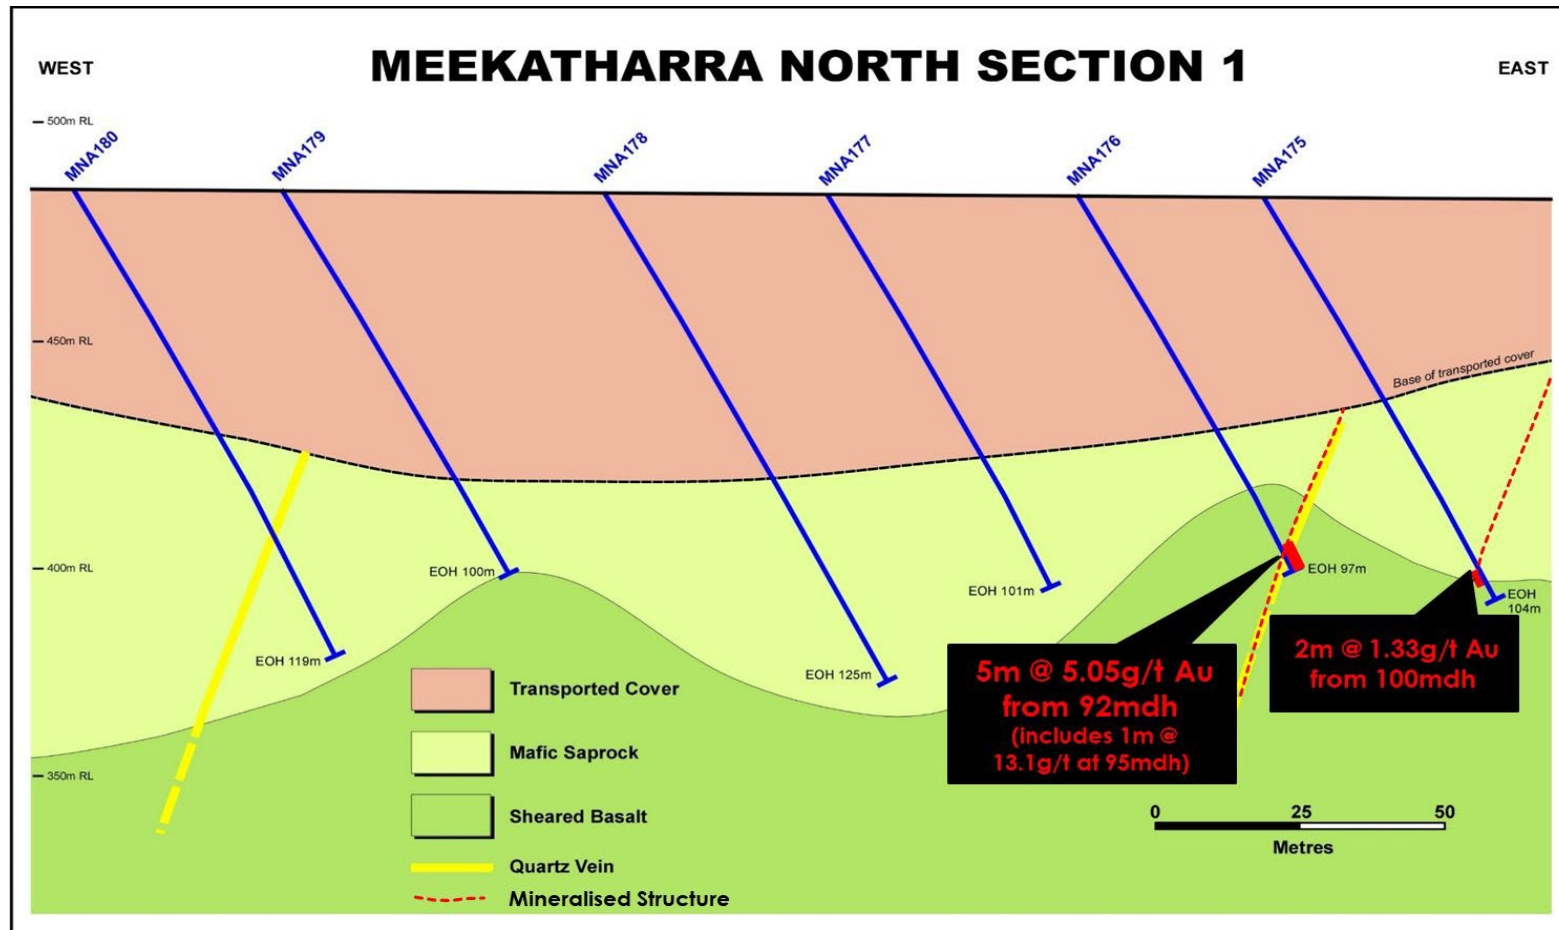 MEEKATHARRA NORTH SECTION 1
WEST
EAST
500m RL
MNA180
MNA179
MNA178
MNA177
MNA176
MNA175
450m RL
Base of transported cover
400m RL
EOH 119m
EOH 100m
EOH 125m
EOH 101m
EOH 97m
EOH
104m
5m @ 5.05g/t Au
from 92mdh
(includes 1m @
13.1g/t at 95mdh)
2m @ 1.33g/t Au
from 100mdh
350m RL
Transported Cover
Mafic Saprock
Sheared Basalt
Quartz Vein
Mineralised Structure
0 25 50
Metres